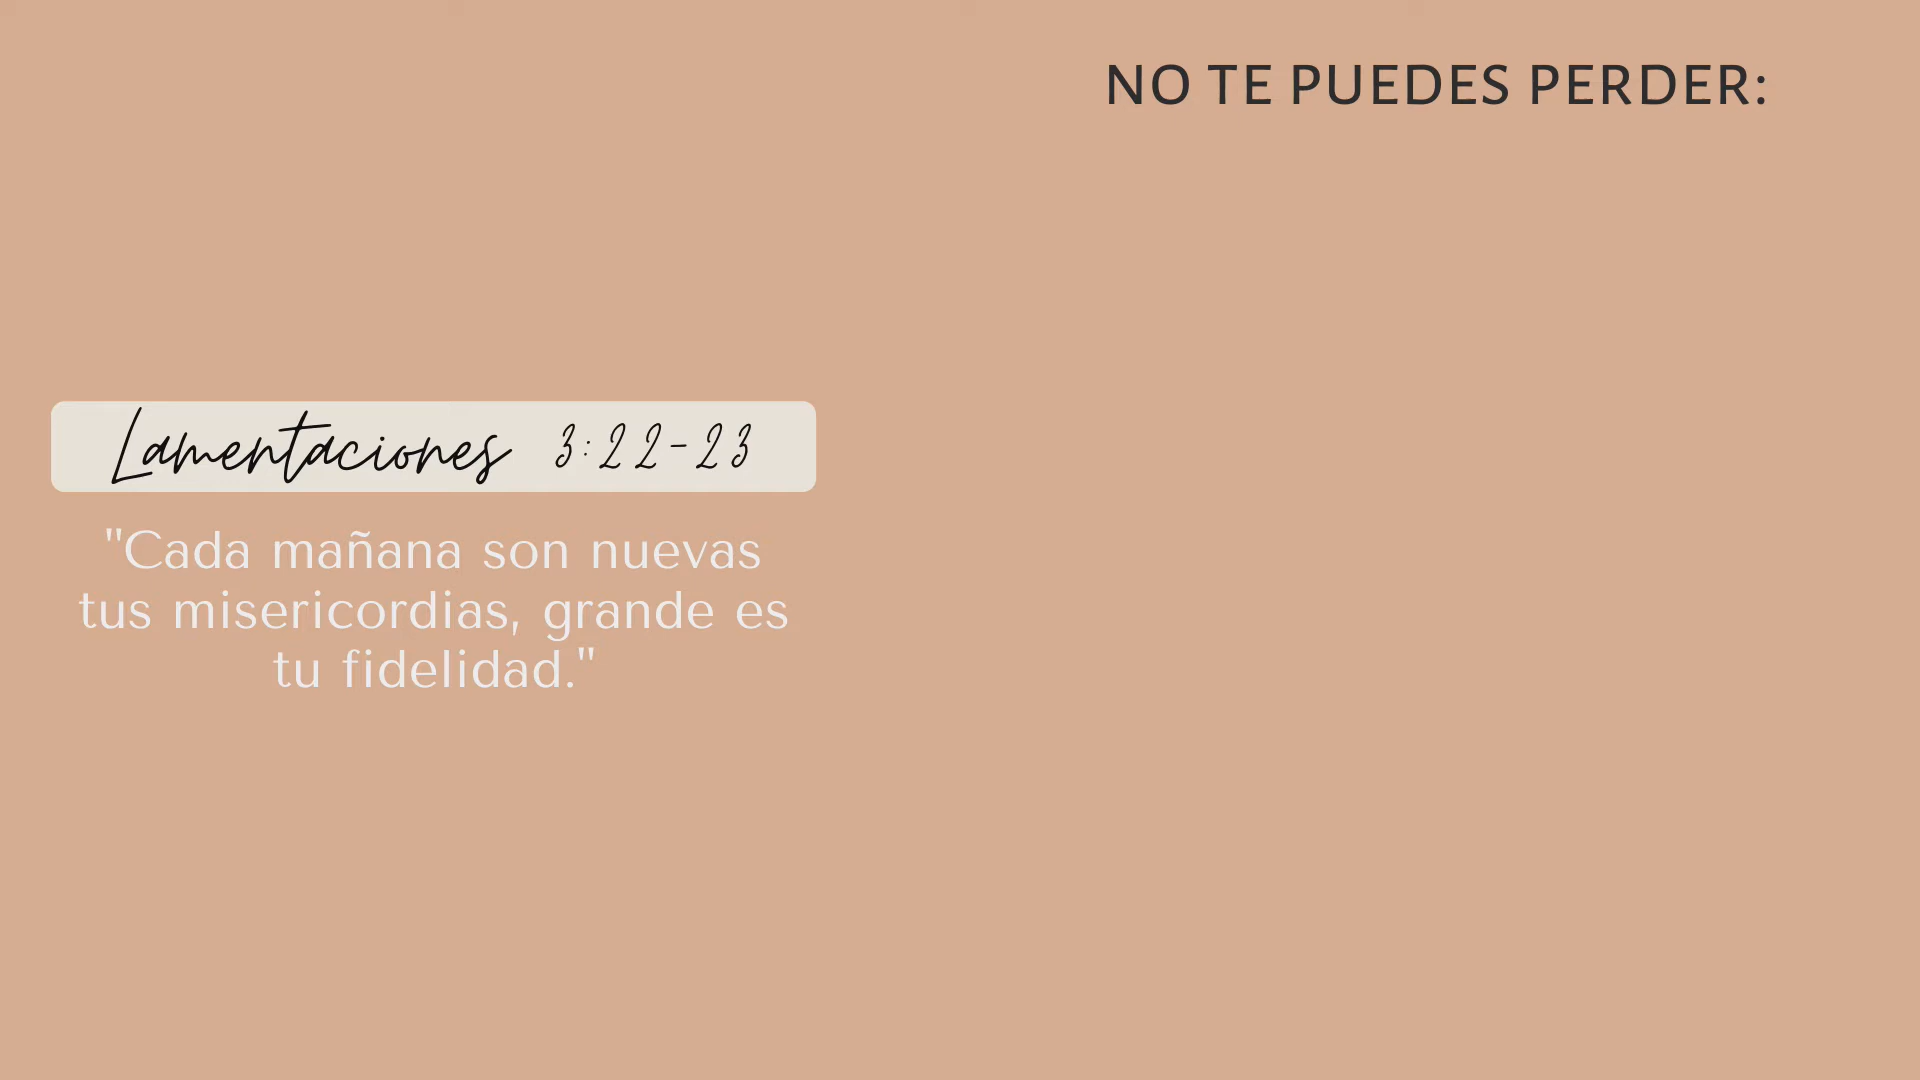 NO TE PUEDES PERDER:
Lamentaciones 3:22-23
"Cada mañana son nuevas
tus misericordias, grande es
tu fidelidad."